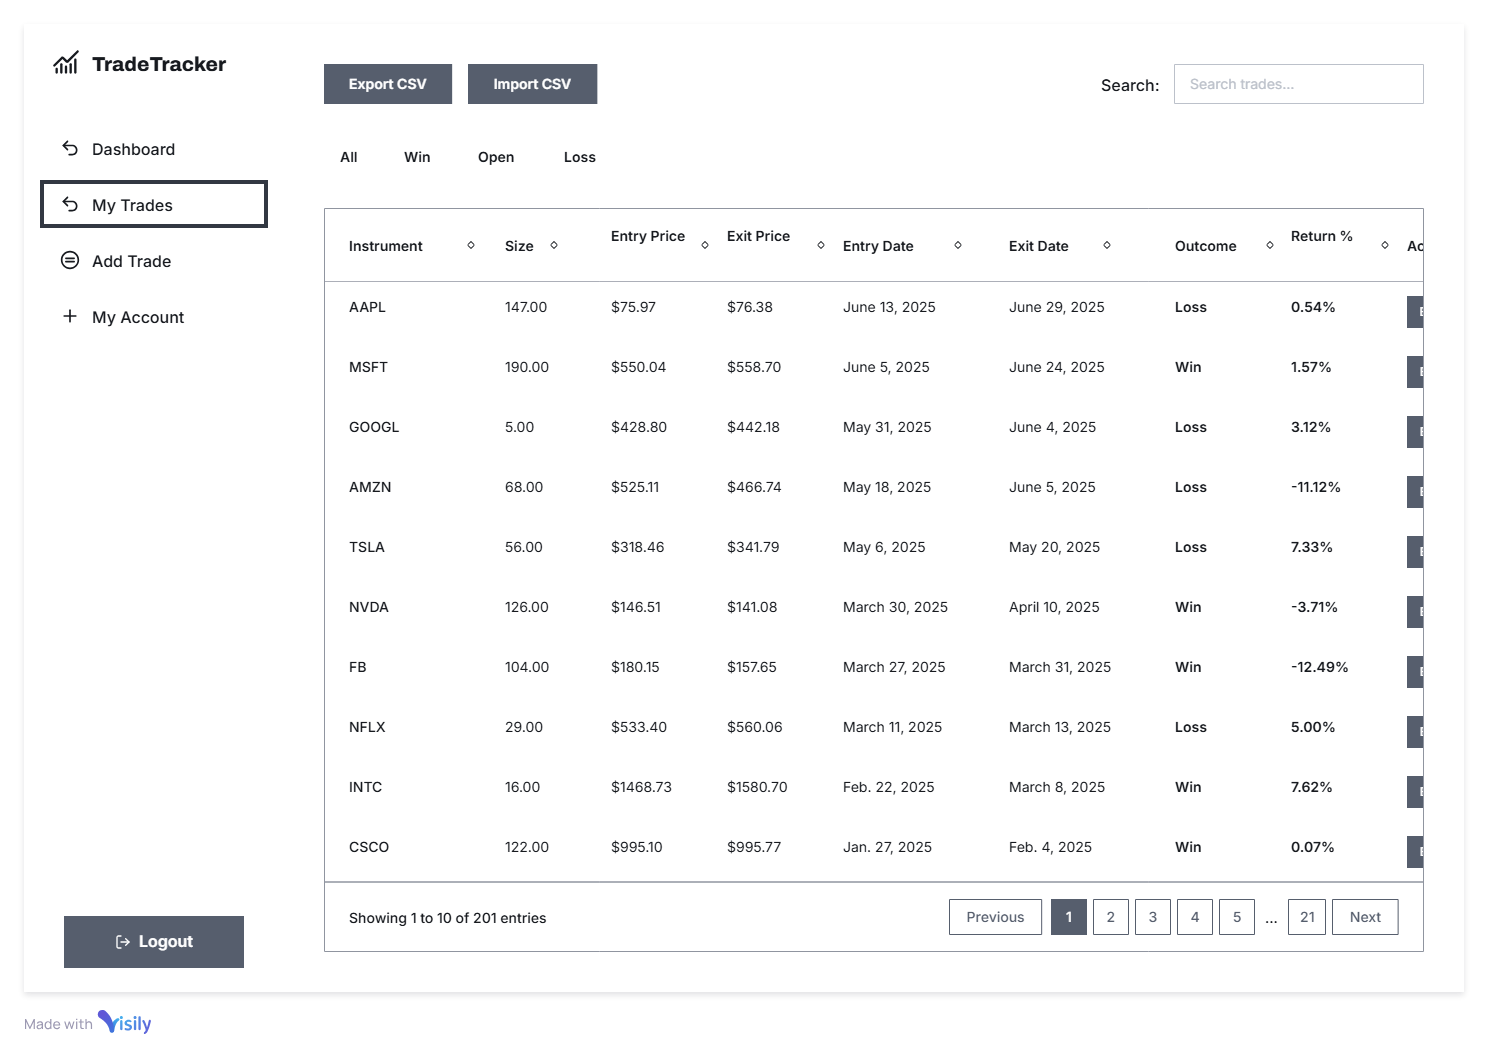 TradeTracker
Dashboard
My Trades
Add Trade
My Account
Logout
Export CSV Import CSV Search: Search trades...
All Win Open Loss
Instrument Size Entry Price Exit Price Entry Date Exit Date Outcome Return %
AAPL 147.00 $75.97 $76.38 June 13, 2025 June 29, 2025 Loss 0.54%
MSFT 190.00 $550.04 $558.70 June 5, 2025 June 24, 2025 Win 1.57%
GOOGL 5.00 $428.80 $442.18 May 31, 2025 June 4, 2025 Loss 3.12%
AMZN 68.00 $525.11 $466.74 May 18, 2025 June 5, 2025 Loss -11.12%
TSLA 56.00 $318.46 $341.79 May 6, 2025 May 20, 2025 Loss 7.33%
NVDA 126.00 $146.51 $141.08 March 30, 2025 April 10, 2025 Win -3.71%
FB 104.00 $180.15 $157.65 March 27, 2025 March 31, 2025 Win -12.49%
NFLX 29.00 $533.40 $560.06 March 11, 2025 March 13, 2025 Loss 5.00%
INTC 16.00 $1468.73 $1580.70 Feb. 22, 2025 March 8, 2025 Win 7.62%
CSCO 122.00 $995.10 $995.77 Jan. 27, 2025 Feb. 4, 2025 Win 0.07%
Showing 1 to 10 of 201 entries Previous 1 2 3 4 5 ... 21 Next
Made with Visily